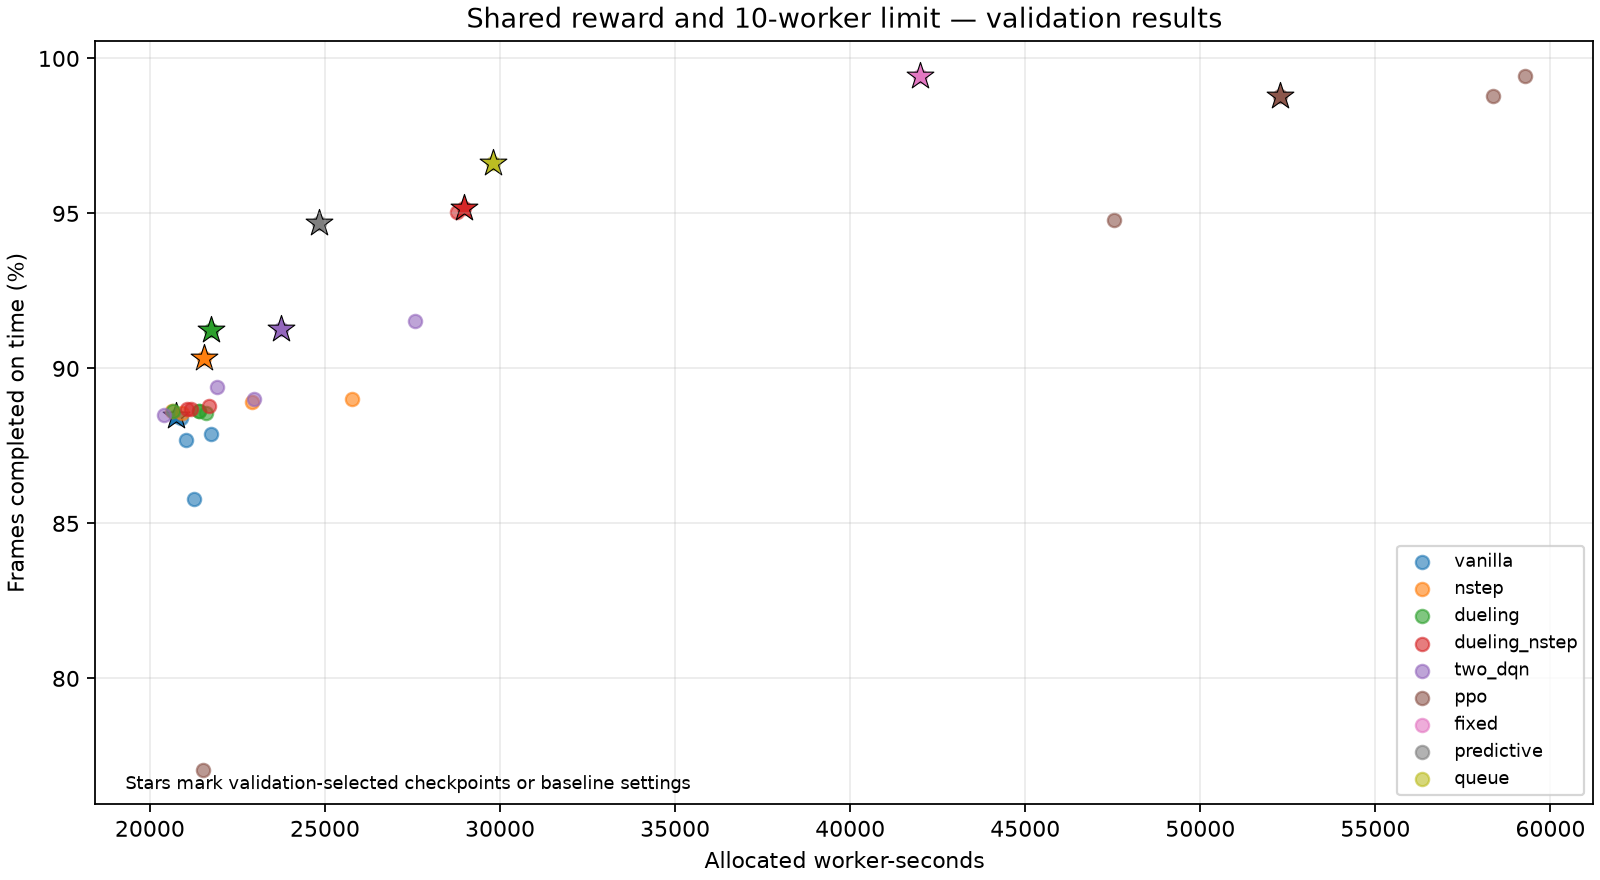 Shared reward and 10-worker limit — validation results
Frames completed on time (%)
100
95
90
85
80
Stars mark validation-selected checkpoints or baseline settings
vanilla
nstep
dueling
dueling_nstep
two_dqn
ppo
fixed
predictive
queue
20000 25000 30000 35000 40000 45000 50000 55000 60000
Allocated worker-seconds